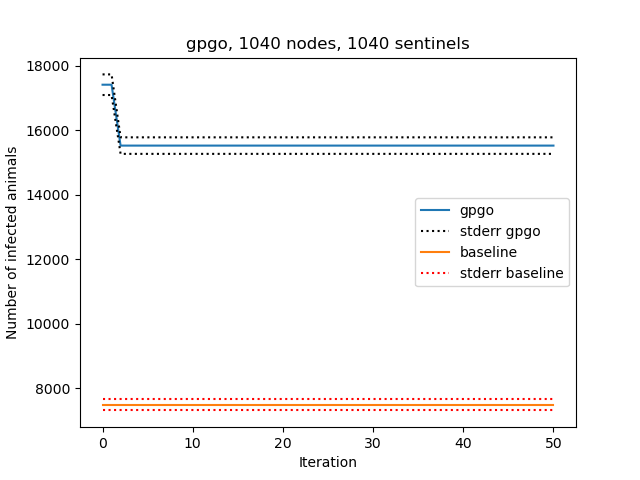 gpgo, 1040 nodes, 1040 sentinels
18000
16000
14000
12000
10000
8000
Number of infected animals
gpgo
stderr gpgo
baseline
stderr baseline
0 10 20 30 40 50
Iteration